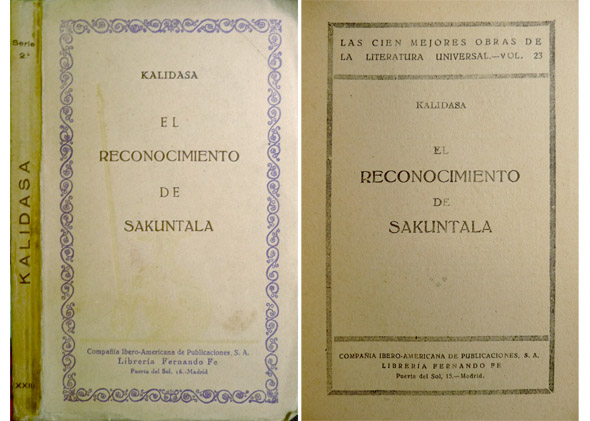 Serie
2.ª
KALIDASA
XXIII
KALIDASA
EL
RECONOCIMIENTO
DE
SAKUNTALA
Compañía Ibero-Americana de Publicaciones, S. A.
Librería Fernando Fe
Puerta del Sol, 15.-Madrid
LAS CIEN MEJORES OBRAS DE
LA LITERATURA UNIVERSAL.—VOL. 23
KALIDASA
EL
RECONOCIMIENTO
DE
SAKUNTALA
COMPAÑÍA IBERO-AMERICANA DE PUBLICACIONES, S. A.
LIBRERÍA FERNANDO FE
Puerta del Sol, 15.—Madrid.